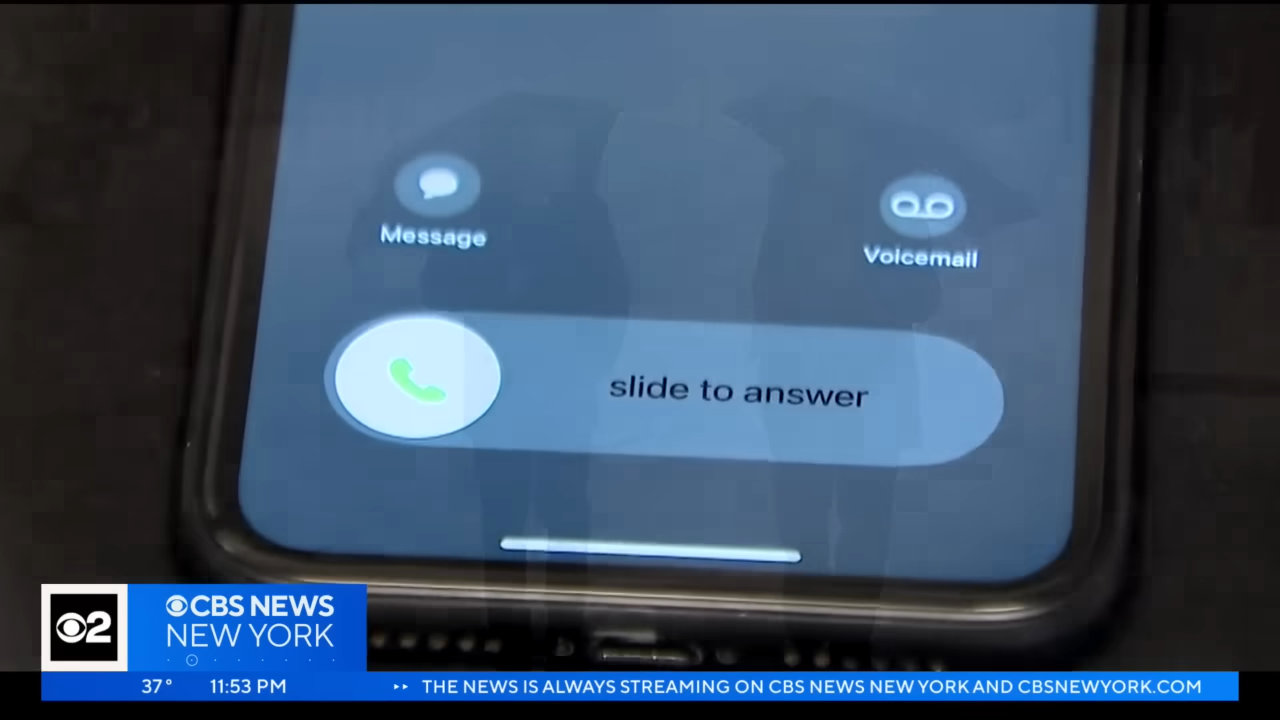 Message
Voicemail
slide to answer
2
CBS NEWS
NEW YORK
37° 11:53 PM THE NEWS IS ALWAYS STREAMING ON CBS NEWS NEW YORK AND CBSNEWYORK.COM